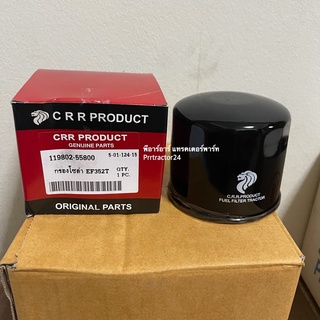 C R R PRODUCT
CRR PRODUCT
GENUINE PARTS
119802-55800
5-01-124-15
กรองโซล่า EF352T
QTY.
1 PC.
ORIGINAL PARTS
พีอาร์อาร์ แทรคเตอร์พาร์ท
Prrtractor24
C.R.R.PRODUCT
FUEL FILTER TRACTOR